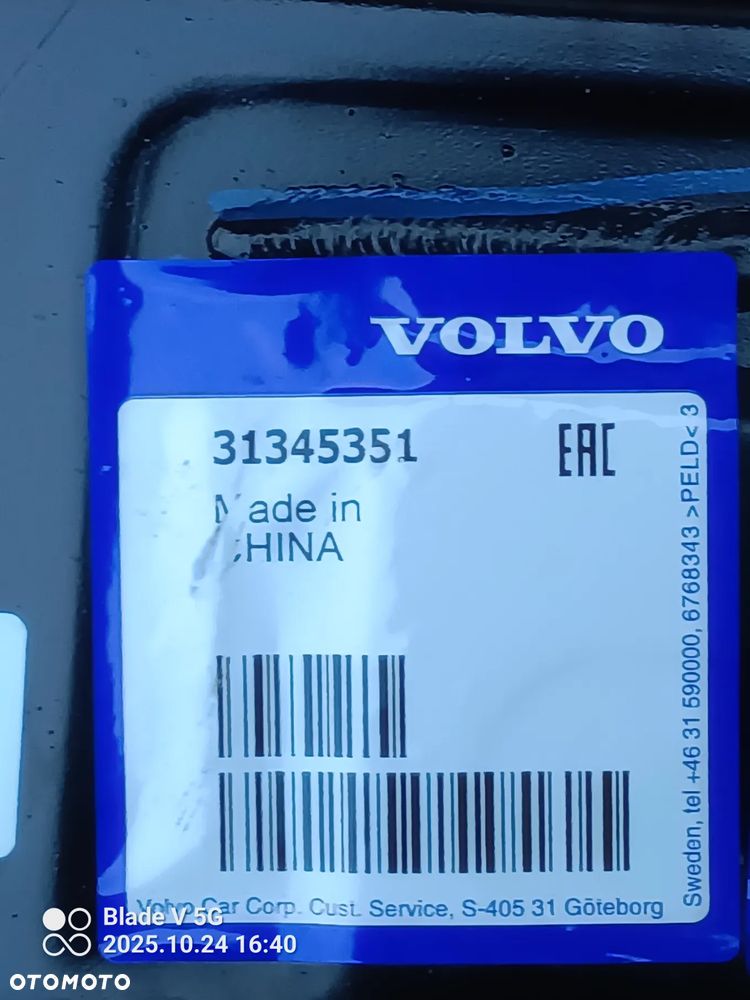 VOLVO
31345351
EAC
Made in
CHINA
Sweden, tel +46 31 590000, 6768343 >PELD< 3
Volvo Car Corp. Cust. Service, S-405 31 Göteborg
Blade V 5G
2025.10.24 16:40
OTOMOTO